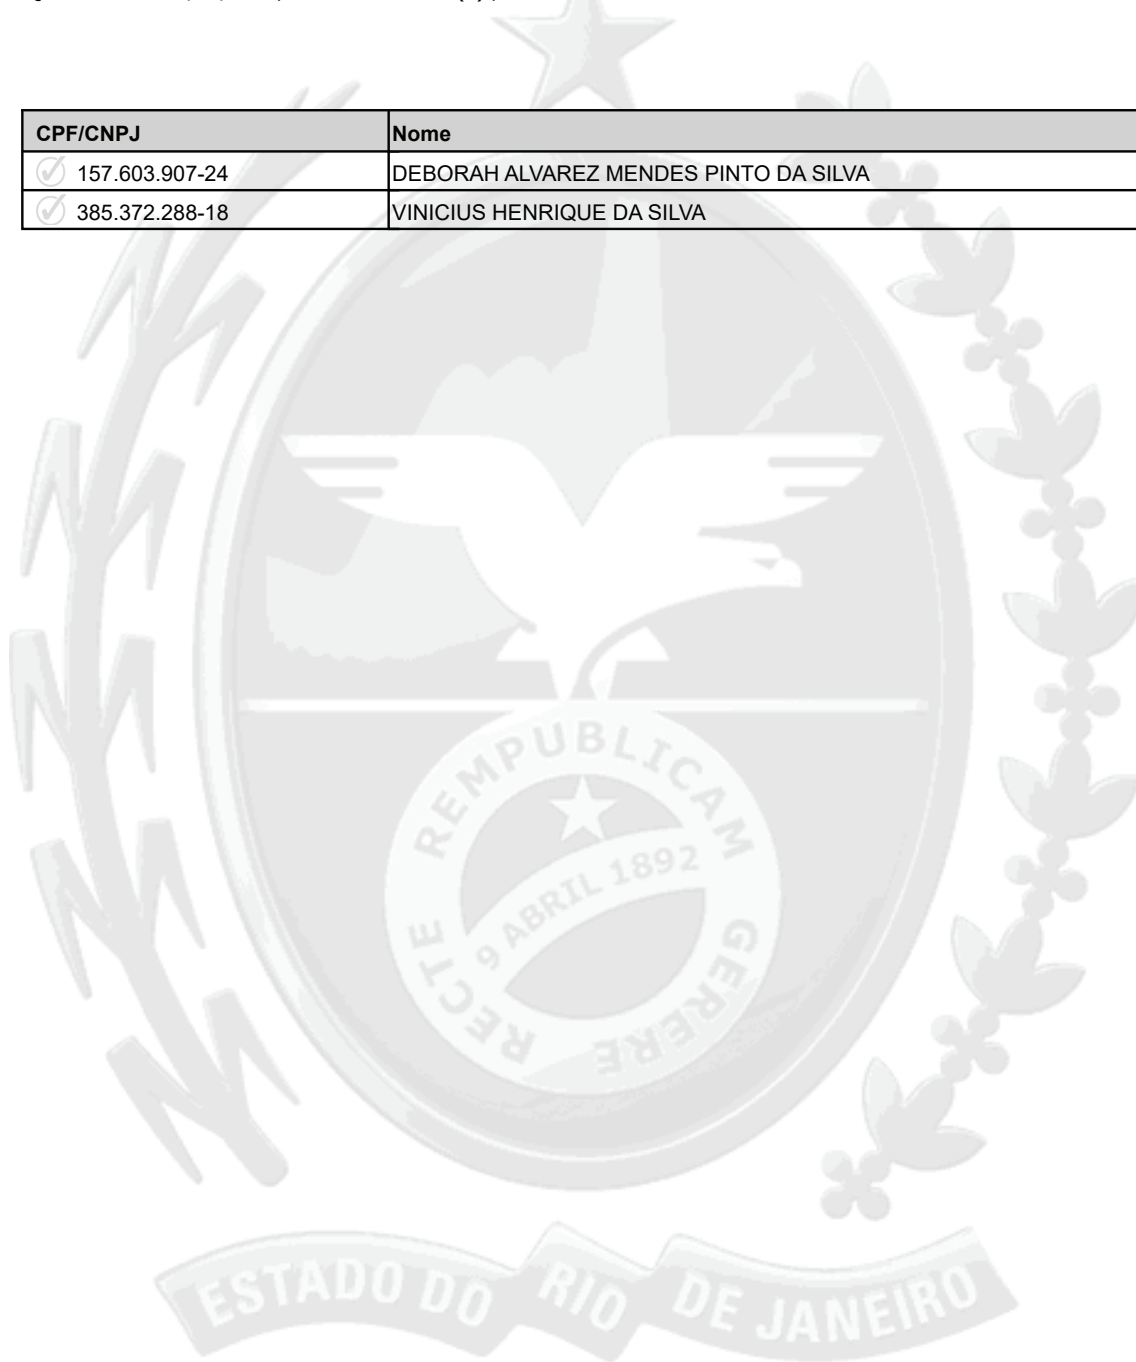 CPF/CNPJ Nome
157.603.907-24 DEBORAH ALVAREZ MENDES PINTO DA SILVA
385.372.288-18 VINICIUS HENRIQUE DA SILVA
RECTE REMPUBLICAM GERERE
9 ABRIL 1892
ESTADO DO RIO DE JANEIRO